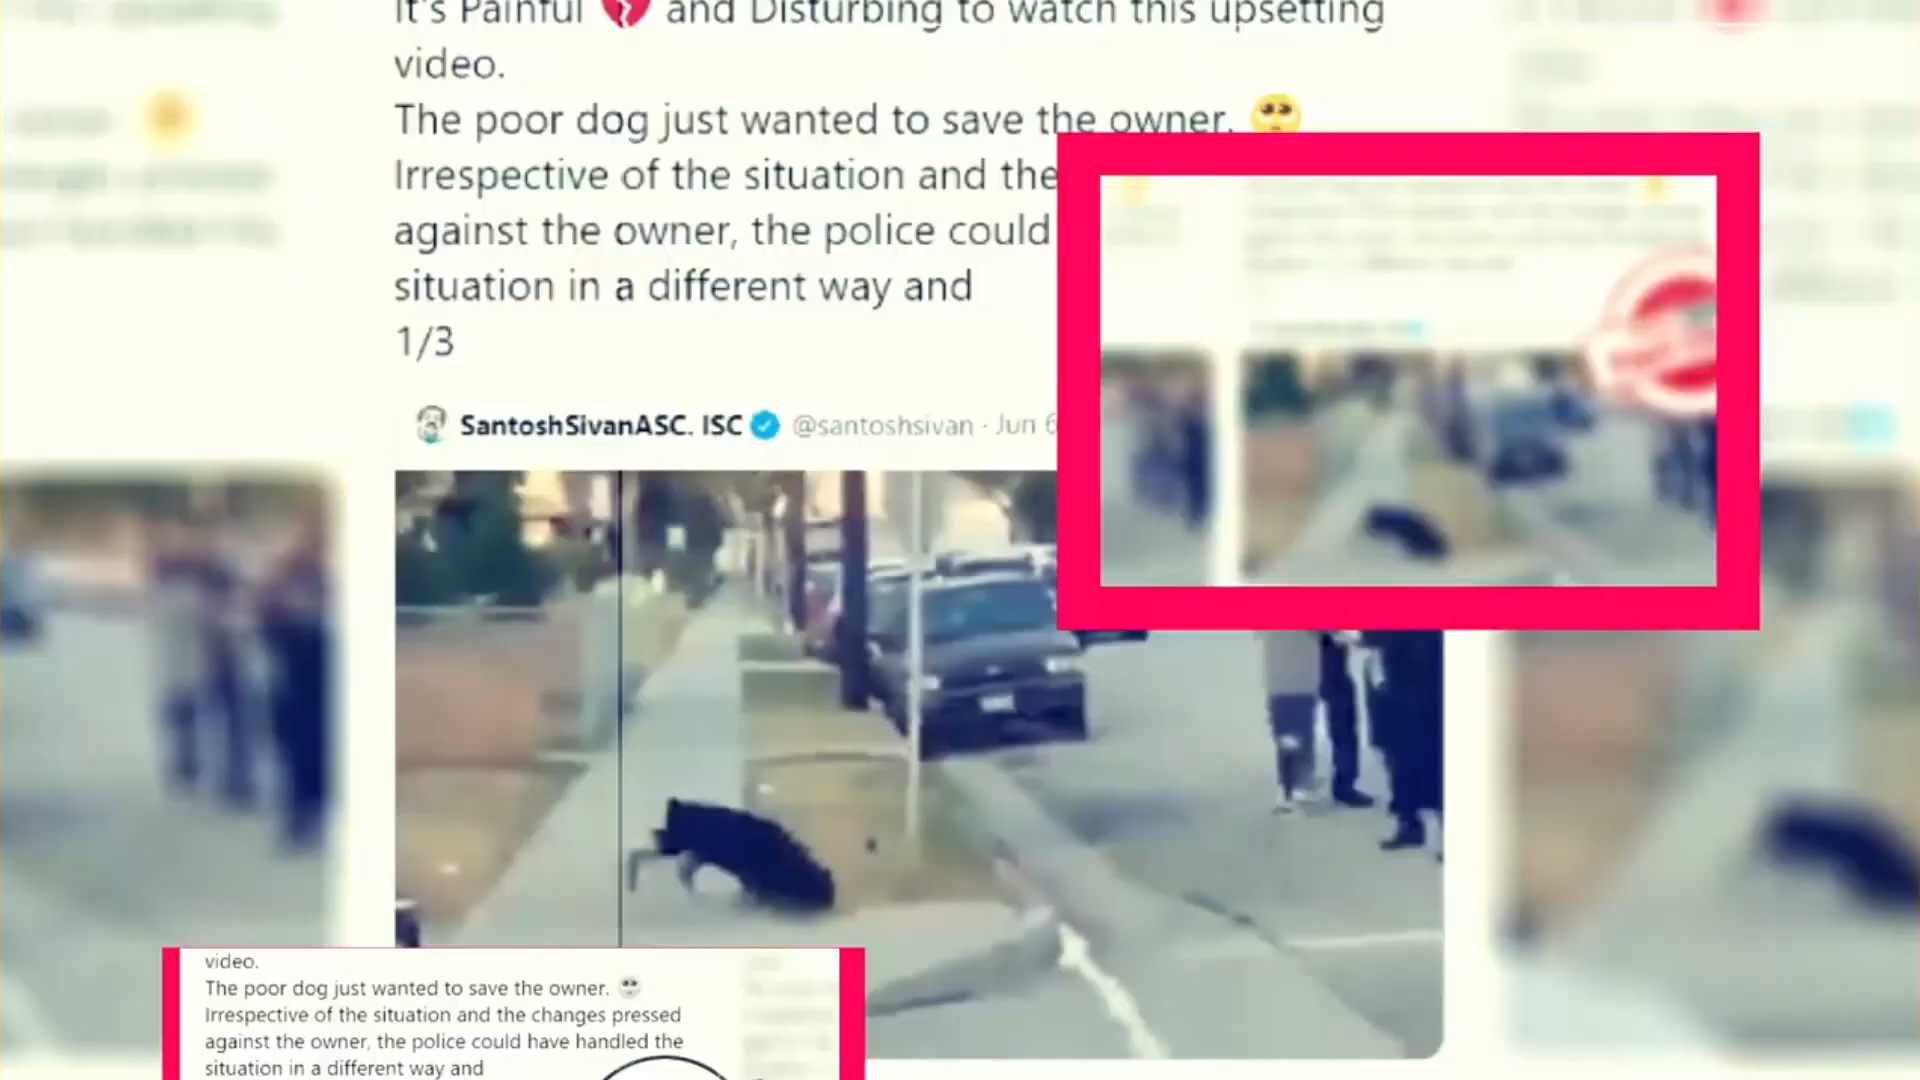 It's Painful 💔 and Disturbing to watch this upsetting
video.
The poor dog just wanted to save the owner. 🥺
Irrespective of the situation and the
against the owner, the police could
situation in a different way and
1/3
SantoshSivanASC. ISC @santoshsivan · Jun 6
video.
The poor dog just wanted to save the owner. 🥺
Irrespective of the situation and the changes pressed
against the owner, the police could have handled the
situation in a different way and